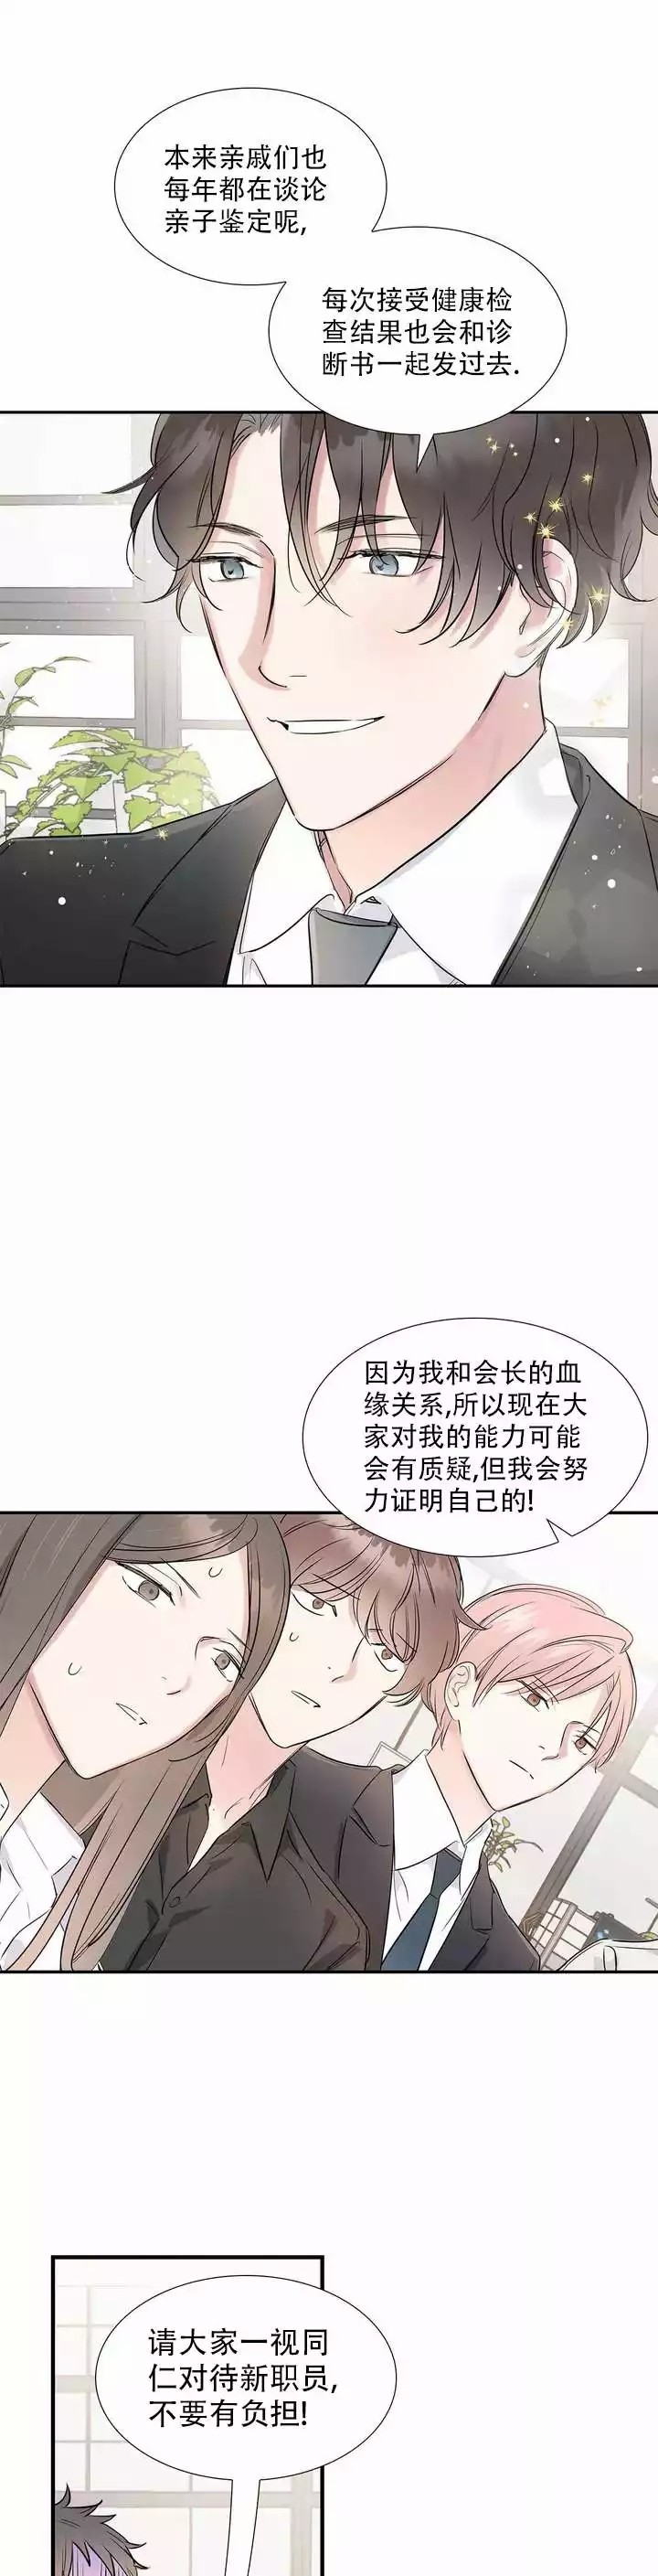 本来亲戚们也
每年都在谈论
亲子鉴定呢,
每次接受健康检
查结果也会和诊
断书一起发过去.
因为我和会长的血
缘关系,所以现在大
家对我的能力可能
会有质疑,但我会努
力证明自己的!
请大家一视同
仁对待新职员,
不要有负担!